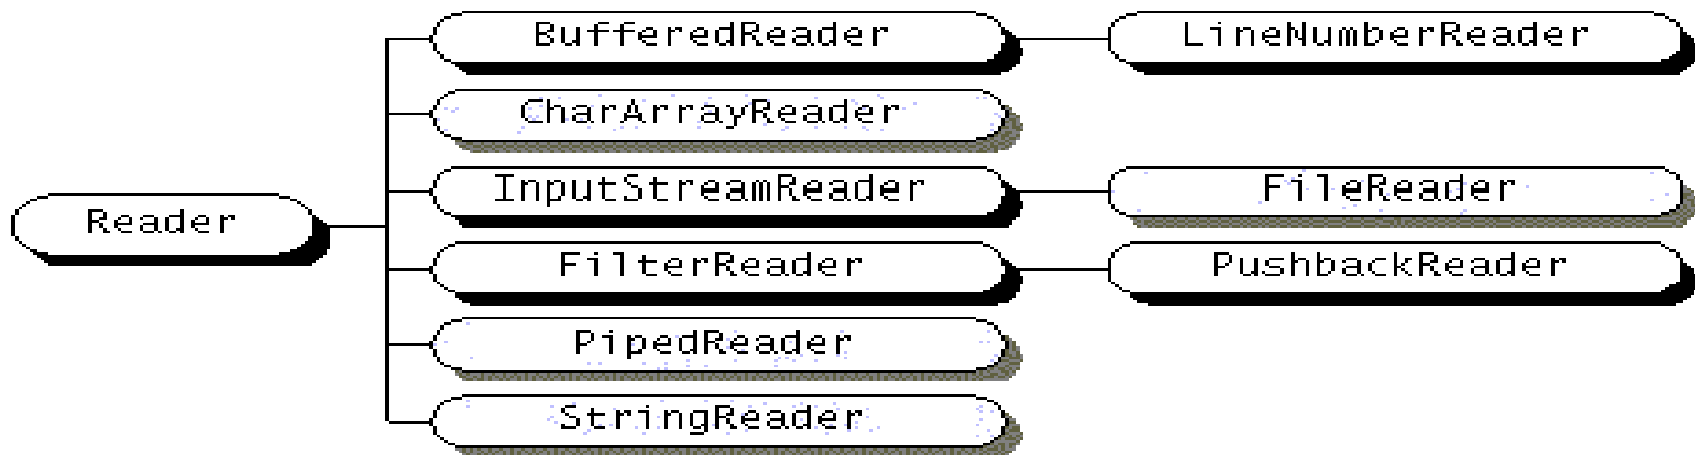 BufferedReader
LineNumberReader
CharArrayReader
InputStreamReader
FileReader
Reader
FilterReader
PushbackReader
PipedReader
StringReader